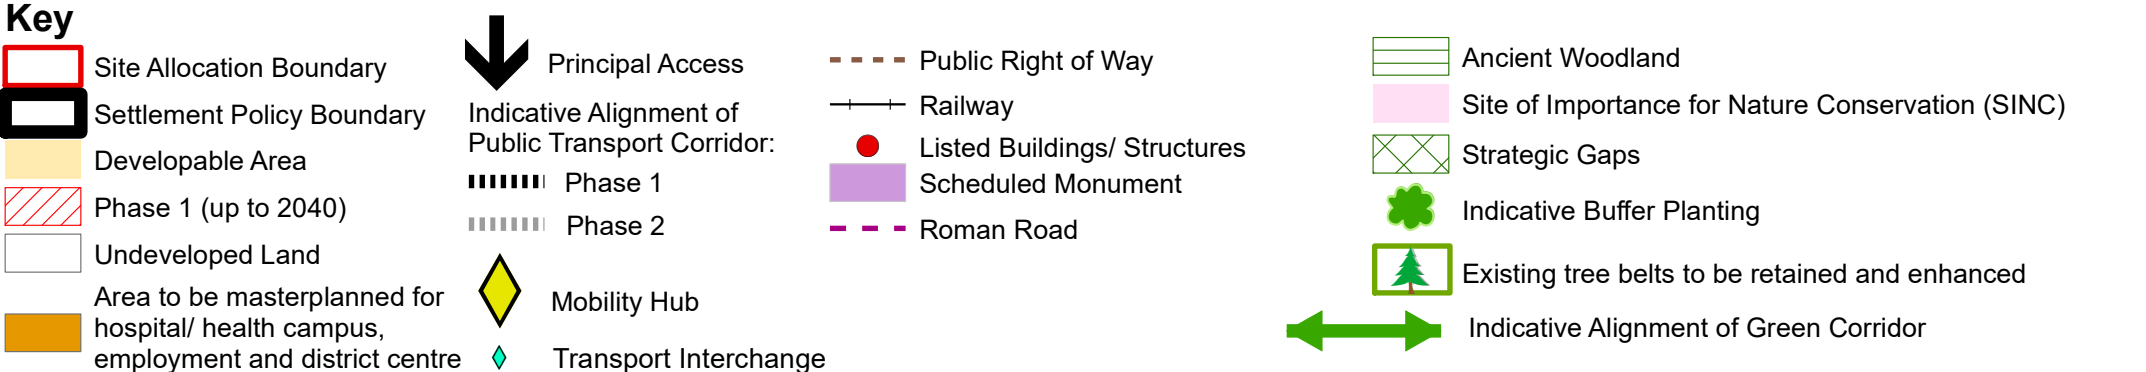 Key
Site Allocation Boundary
Settlement Policy Boundary
Developable Area
Phase 1 (up to 2040)
Undeveloped Land
Area to be masterplanned for
hospital/ health campus,
employment and district centre
Principal Access
Indicative Alignment of
Public Transport Corridor:
Phase 1
Phase 2
Mobility Hub
Transport Interchange
Public Right of Way
Railway
Listed Buildings/ Structures
Scheduled Monument
Roman Road
Ancient Woodland
Site of Importance for Nature Conservation (SINC)
Strategic Gaps
Indicative Buffer Planting
Existing tree belts to be retained and enhanced
Indicative Alignment of Green Corridor